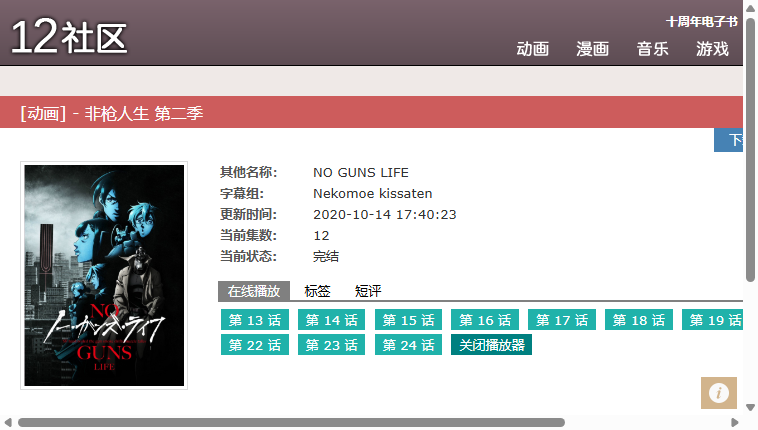 12社区
十周年电子书
动画 漫画 音乐 游戏
[动画] - 非枪人生 第二季
下
其他名称: NO GUNS LIFE
字幕组: Nekomoe kissaten
更新时间: 2020-10-14 17:40:23
当前集数: 12
当前状态: 完结
NO
ノー・ガンズ・ライフ
GUNS
LIFE
在线播放 标签 短评
第 13 话 第 14 话 第 15 话 第 16 话 第 17 话 第 18 话 第 19 话
第 22 话 第 23 话 第 24 话 关闭播放器